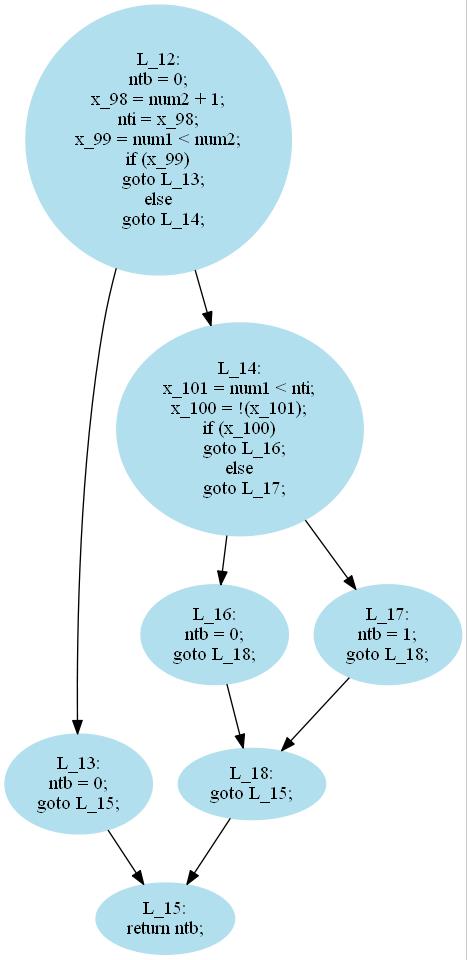 L_12:
ntb = 0;
x_98 = num2 + 1;
nti = x_98;
x_99 = num1 < num2;
if (x_99)
goto L_13;
else
goto L_14;
L_14:
x_101 = num1 < nti;
x_100 = !(x_101);
if (x_100)
goto L_16;
else
goto L_17;
L_16:
ntb = 0;
goto L_18;
L_17:
ntb = 1;
goto L_18;
L_13:
ntb = 0;
goto L_15;
L_18:
goto L_15;
L_15:
return ntb;